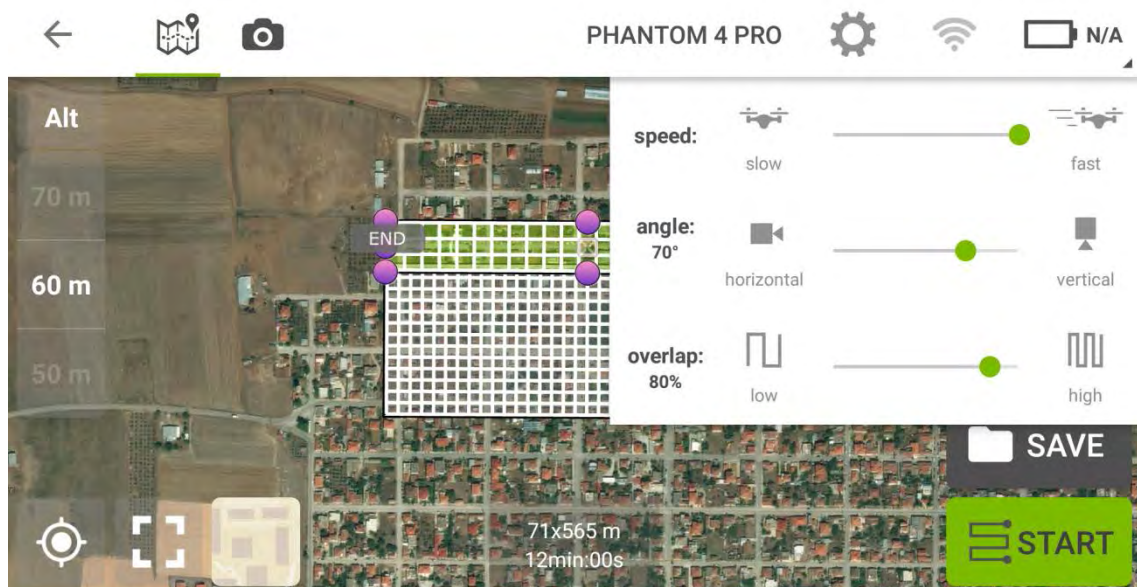 PHANTOM 4 PRO
N/A
Alt
70 m
60 m
50 m
END
speed:
slow
fast
angle:
70°
horizontal
vertical
overlap:
80%
low
high
SAVE
71x565 m
12min:00s
START